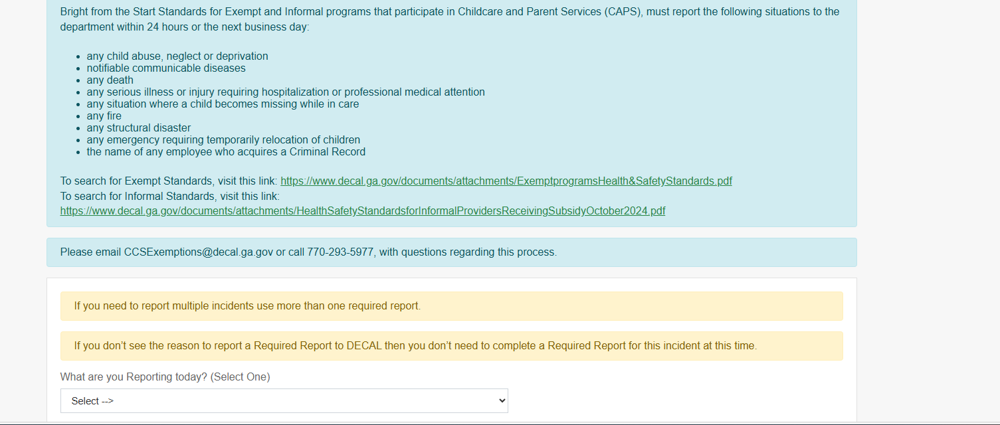 Bright from the Start Standards for Exempt and Informal programs that participate in Childcare and Parent Services (CAPS), must report the following situations to the
department within 24 hours or the next business day:
any child abuse, neglect or deprivation
notifiable communicable diseases
any death
any serious illness or injury requiring hospitalization or professional medical attention
any situation where a child becomes missing while in care
any fire
any structural disaster
any emergency requiring temporarily relocation of children
the name of any employee who acquires a Criminal Record
To search for Exempt Standards, visit this link: https://www.decal.ga.gov/documents/attachments/ExemptprogramsHealth&SafetyStandards.pdf
To search for Informal Standards, visit this link:
https://www.decal.ga.gov/documents/attachments/HealthSafetyStandardsforInformalProvidersReceivingSubsidyOctober2024.pdf
Please email CCSExemptions@decal.ga.gov or call 770-293-5977, with questions regarding this process.
If you need to report multiple incidents use more than one required report.
If you don’t see the reason to report a Required Report to DECAL then you don’t need to complete a Required Report for this incident at this time.
What are you Reporting today? (Select One)
Select -->